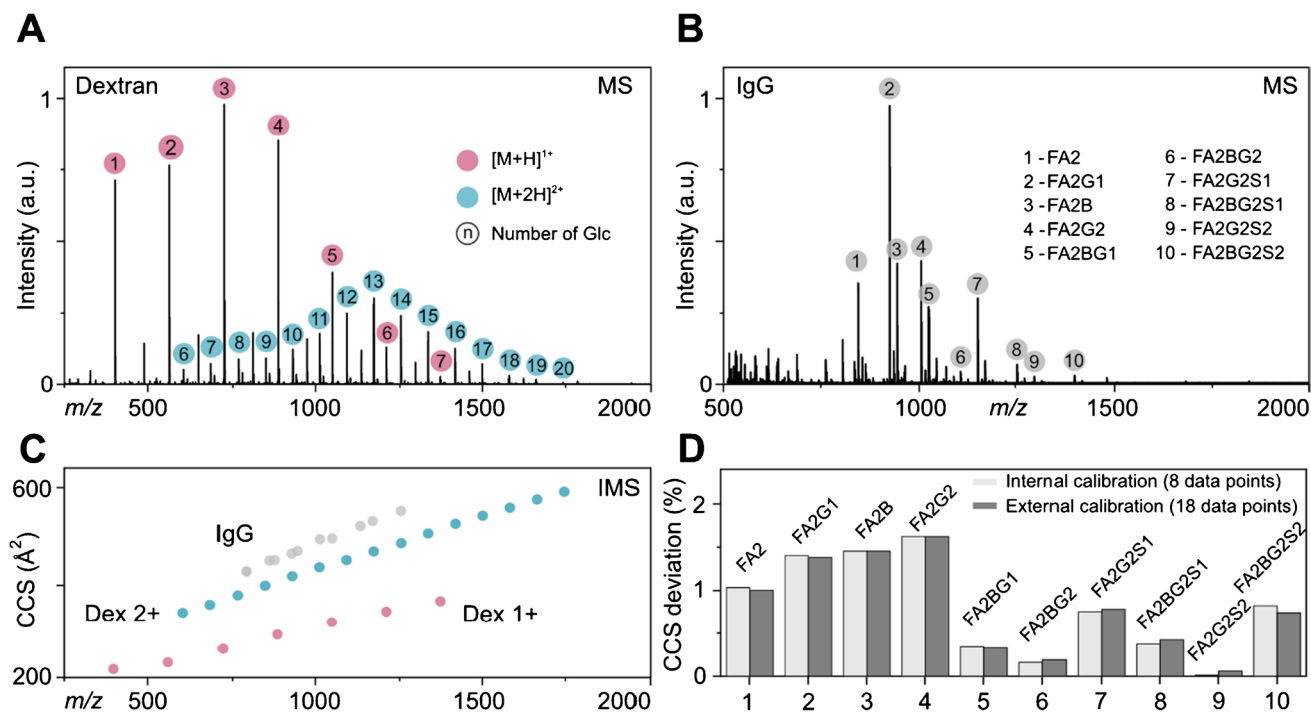 A
Dextran
MS
1
Intensity (a.u.)
0
m/z
500
1000
1500
2000
1
2
3
4
5
6
7
6
7
8
9
10
11
12
13
14
15
16
17
18
19
20
[M+H]1+
[M+2H]2+
n Number of Glc
B
IgG
MS
1
Intensity (a.u.)
0
500
1000
m/z
1500
2000
1
2
3
4
5
6
7
8
9
10
1 -FA2
2 -FA2G1
3 -FA2B
4 -FA2G2
5 -FA2BG1
6 - FA2BG2
7 - FA2G2S1
8 - FA2BG2S1
9 - FA2G2S2
10 - FA2BG2S2
C
600
CCS (Å2)
200
IMS
IgG
Dex 2+
Dex 1+
m/z
500
1000
1500
2000
D
CCS deviation (%)
2
1
0
Internal calibration (8 data points)
External calibration (18 data points)
FA2
FA2G1
FA2B
FA2G2
FA2BG1
FA2BG2
FA2G2S1
FA2BG2S1
FA2G2S2
FA2BG2S2
1
2
3
4
5
6
7
8
9
10